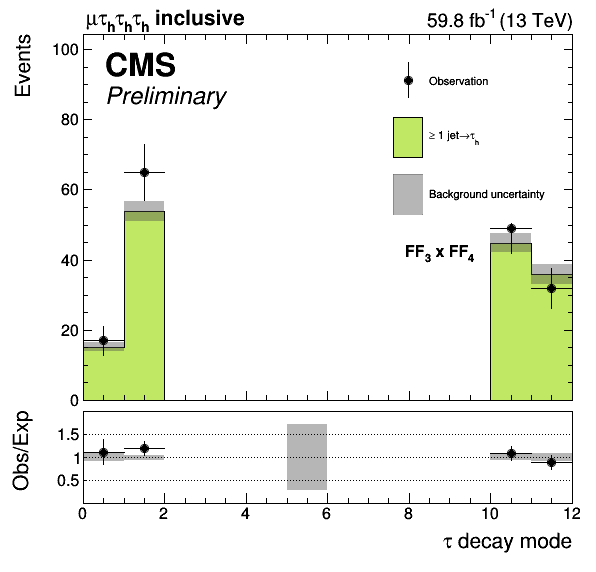 μτhτhτh inclusive
59.8 fb-1 (13 TeV)
Events
100
80
60
40
20
0
CMS
Preliminary
Observation
≥ 1 jet→τh
Background uncertainty
FF3 x FF4
Obs/Exp
1.5
1
0.5
0 2 4 6 8 10 12
τ decay mode